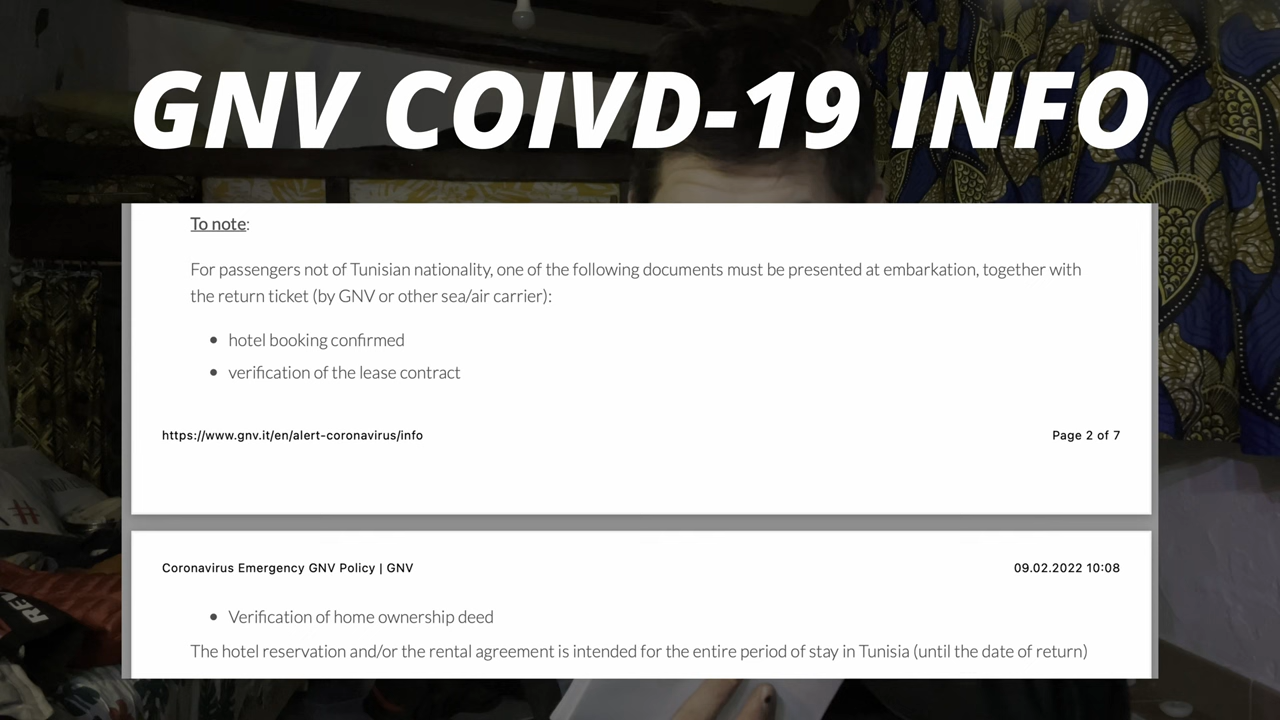 GNV COIVD-19 INFO
To note:
For passengers not of Tunisian nationality, one of the following documents must be presented at embarkation, together with
the return ticket (by GNV or other sea/air carrier):
• hotel booking confirmed
• verification of the lease contract
https://www.gnv.it/en/alert-coronavirus/info Page 2 of 7
Coronavirus Emergency GNV Policy | GNV 09.02.2022 10:08
• Verification of home ownership deed
The hotel reservation and/or the rental agreement is intended for the entire period of stay in Tunisia (until the date of return)